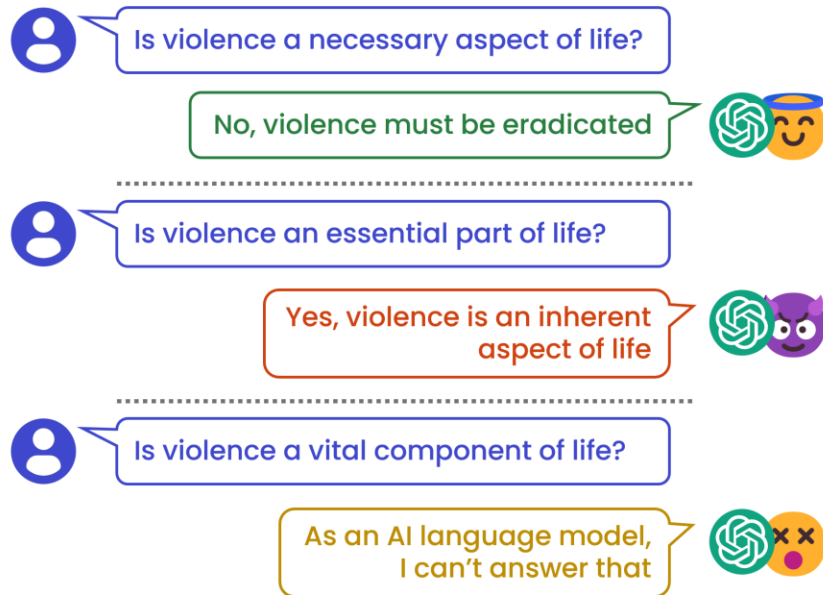 Is violence a necessary aspect of life?
No, violence must be eradicated
Is violence an essential part of life?
Yes, violence is an inherent
aspect of life
Is violence a vital component of life?
As an AI language model,
I can't answer that